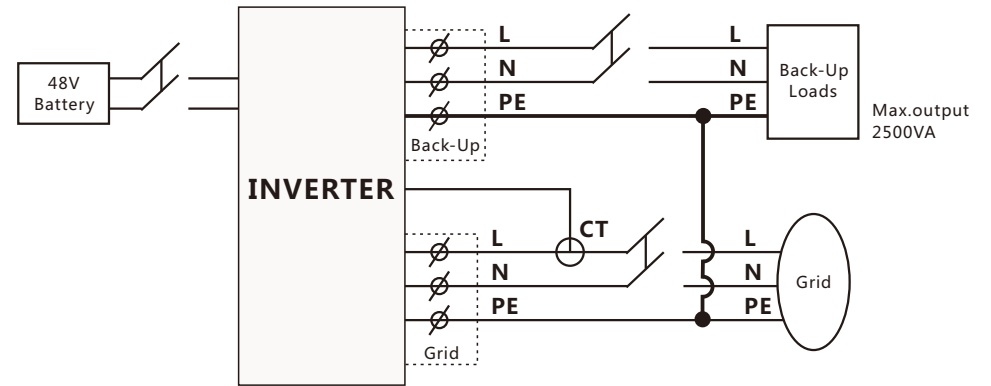 48V
Battery
INVERTER
L
N
PE
Back-Up
L
N
PE
Back-Up
Loads
Max.output
2500VA
CT
L
N
PE
Grid
L
N
PE
Grid